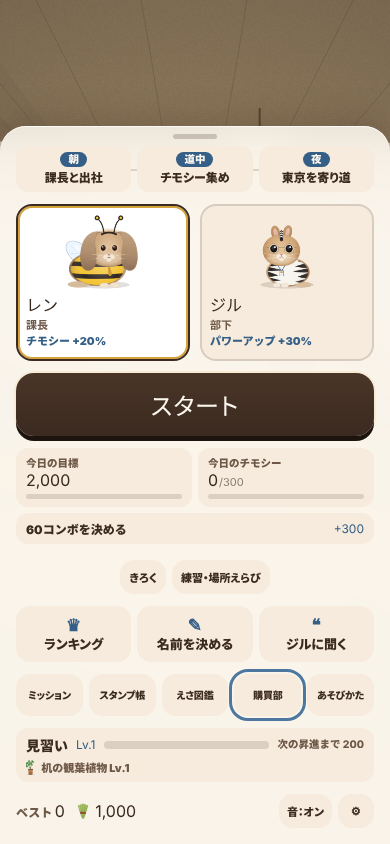 朝
課長と出社
道中
チモシー集め
夜
東京を寄り道
レン
課長
チモシー +20%
ジル
部下
パワーアップ +30%
スタート
今日の目標
2,000
今日のチモシー
0/300
60コンボを決める
+300
きろく
練習・場所えらび
ランキング
名前を決める
ジルに聞く
ミッション
スタンプ帳
えさ図鑑
購買部
あそびかた
見習い Lv.1
次の昇進まで 200
机の観葉植物 Lv.1
ベスト 0
1,000
音:オン